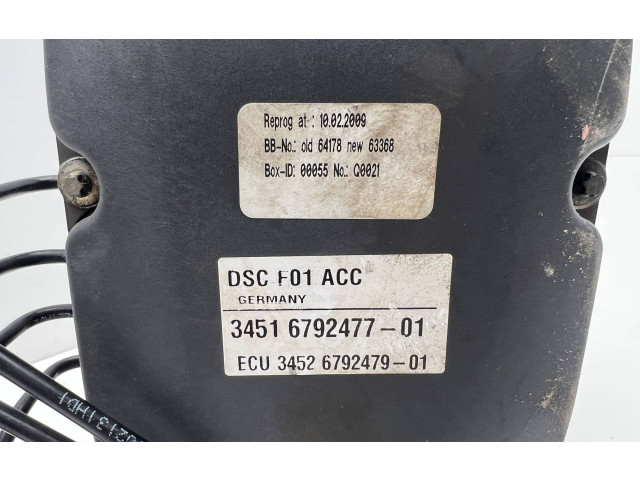 Reprog at : 10.02.2009
BB-No.: old 64178 new 63368
Box-ID: 00055 No.: Q0021
DSC F01 ACC
GERMANY
3451 6792477-01
ECU 3452 6792479-01